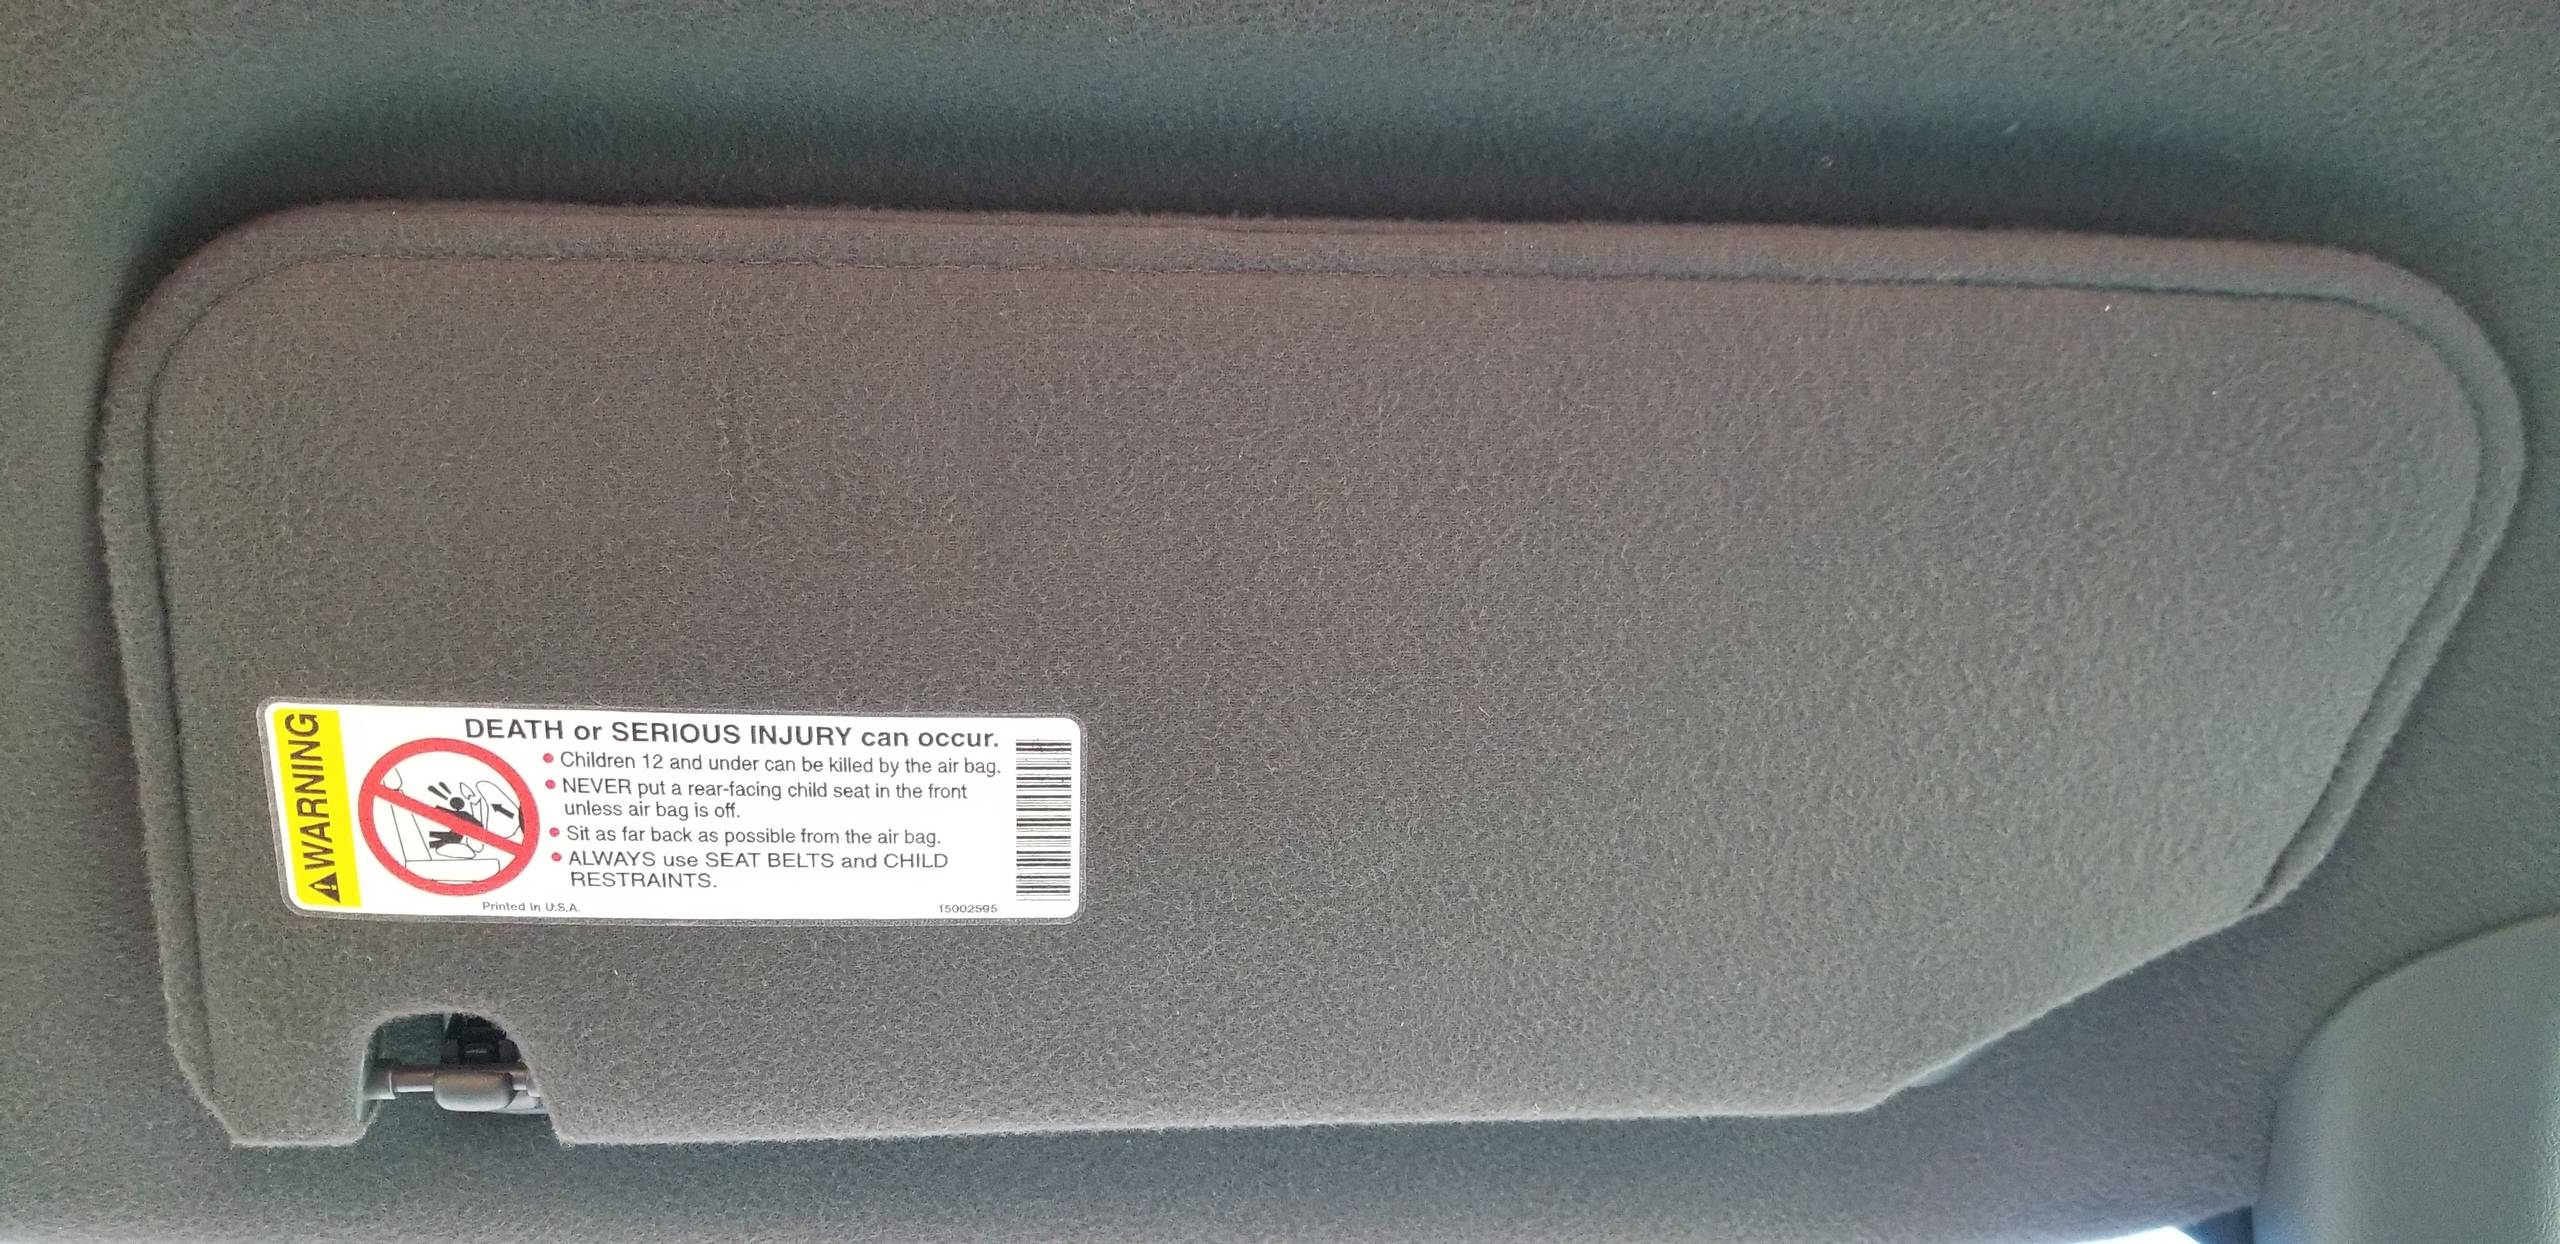 WARNING
DEATH or SERIOUS INJURY can occur.
• Children 12 and under can be killed by the air bag.
• NEVER put a rear-facing child seat in the front
unless air bag is off.
• Sit as far back as possible from the air bag.
• ALWAYS use SEAT BELTS and CHILD
RESTRAINTS.
Printed in U.S.A.
15002595